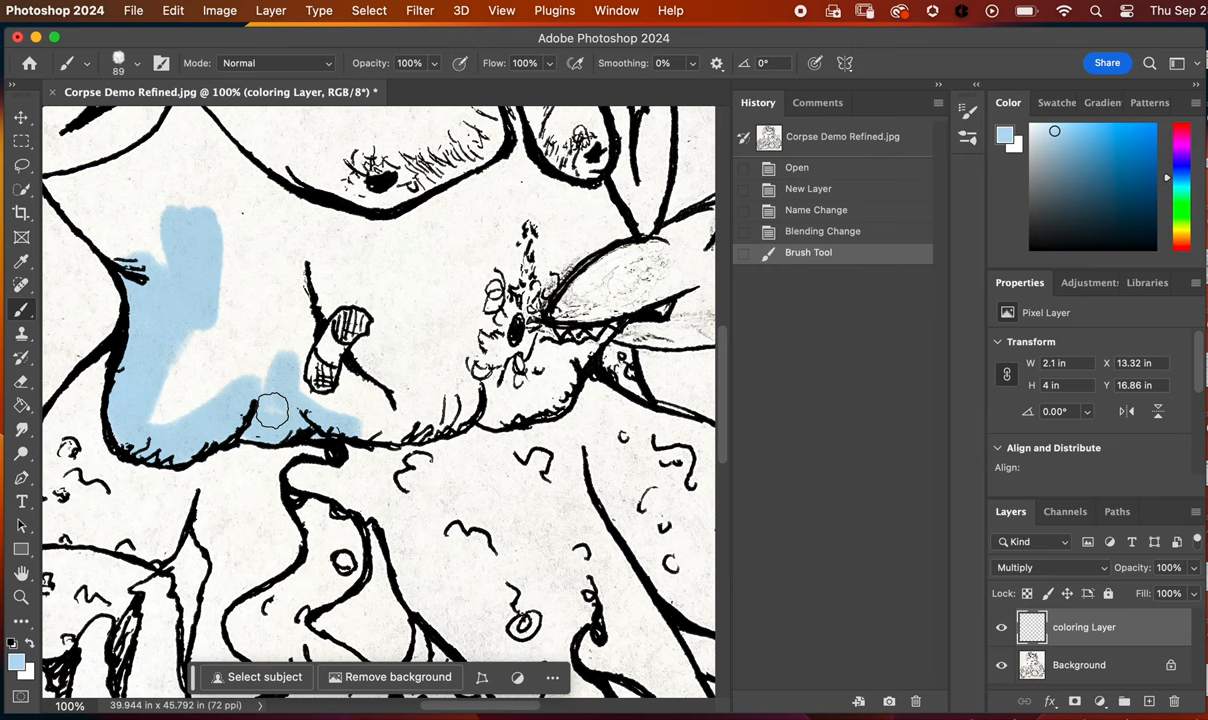 Photoshop 2024 File Edit Image Layer Type Select Filter 3D View Plugins Window Help Thu Sep 2
Adobe Photoshop 2024
89 Mode: Normal Opacity: 100% Flow: 100% Smoothing: 0% 0° Share
Corpse Demo Refined.jpg @ 100% (coloring Layer, RGB/8*) *
History Comments
Corpse Demo Refined.jpg
Open
New Layer
Name Change
Blending Change
Brush Tool
Color Swatche Gradien Patterns
Properties Adjustment Libraries
Pixel Layer
Transform
W 2.1 in X 13.32 in
H 4 in Y 16.86 in
0.00°
Align and Distribute
Align:
Layers Channels Paths
Kind
Multiply Opacity: 100%
Lock: Fill: 100%
coloring Layer
Background
Select subject Remove background
100% 39.944 in x 45.792 in (72 ppi)